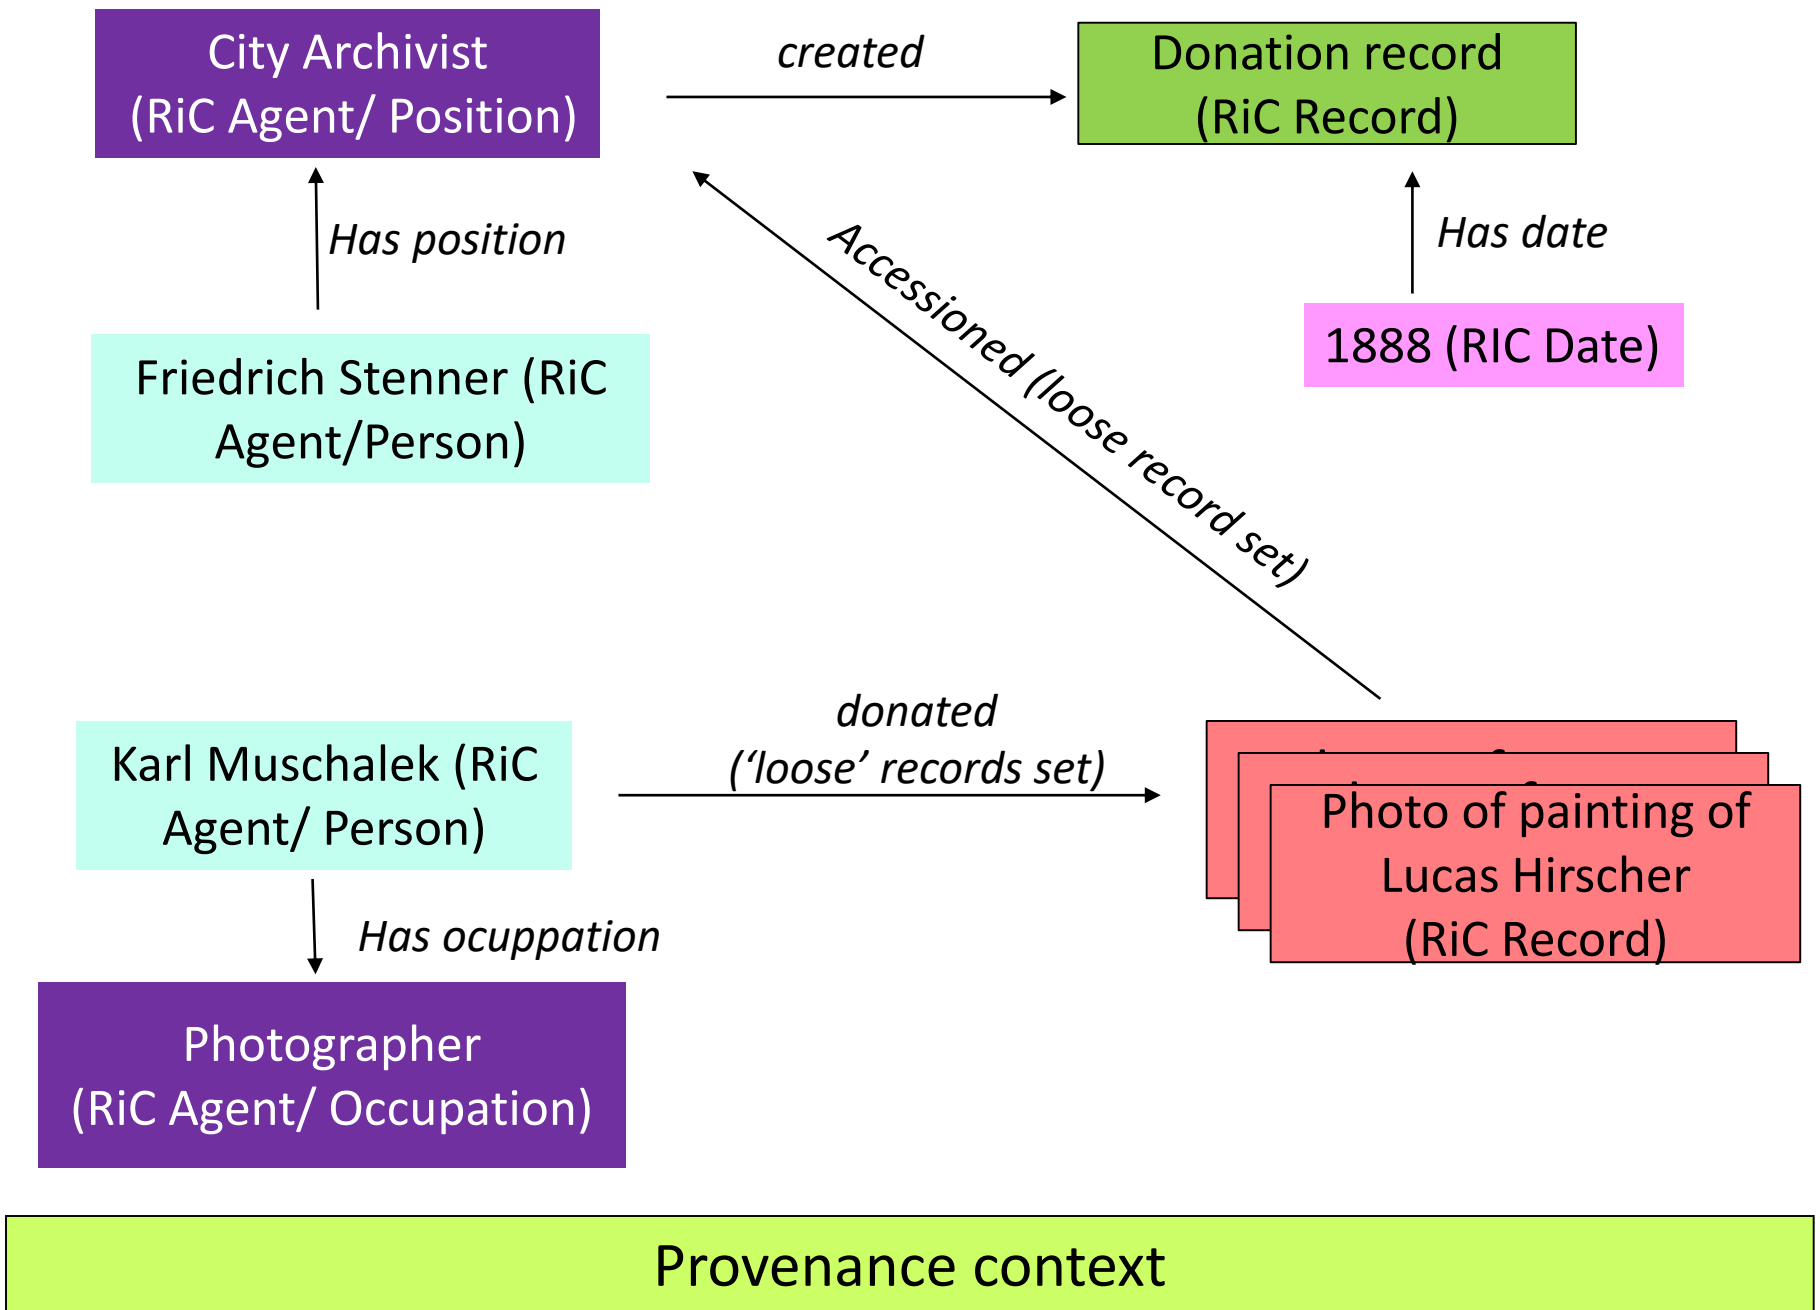 City Archivist
(RiC Agent/ Position)
created
Donation record
(RiC Record)
Has position
Has date
Accessioned (loose record set)
Friedrich Stenner (RiC
Agent/Person)
1888 (RIC Date)
donated
(‘loose’ records set)
Karl Muschalek (RiC
Agent/ Person)
Photo of painting of
Lucas Hirscher
(RiC Record)
Has ocuppation
Photographer
(RiC Agent/ Occupation)
Provenance context